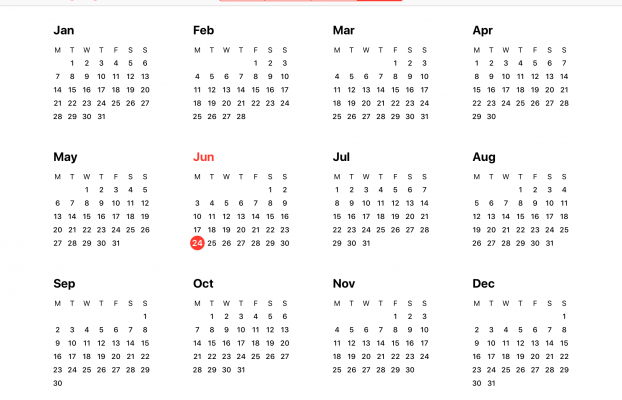 Jan
M T W T F S S
1 2 3 4 5 6
7 8 9 10 11 12 13
14 15 16 17 18 19 20
21 22 23 24 25 26 27
28 29 30 31
Feb
M T W T F S S
1 2 3
4 5 6 7 8 9 10
11 12 13 14 15 16 17
18 19 20 21 22 23 24
25 26 27 28
Mar
M T W T F S S
1 2 3
4 5 6 7 8 9 10
11 12 13 14 15 16 17
18 19 20 21 22 23 24
25 26 27 28 29 30 31
Apr
M T W T F S S
1 2 3 4 5 6 7
8 9 10 11 12 13 14
15 16 17 18 19 20 21
22 23 24 25 26 27 28
29 30
May
M T W T F S S
1 2 3 4 5
6 7 8 9 10 11 12
13 14 15 16 17 18 19
20 21 22 23 24 25 26
27 28 29 30 31
Jun
M T W T F S S
1 2
3 4 5 6 7 8 9
10 11 12 13 14 15 16
17 18 19 20 21 22 23
24 25 26 27 28 29 30
Jul
M T W T F S S
1 2 3 4 5 6 7
8 9 10 11 12 13 14
15 16 17 18 19 20 21
22 23 24 25 26 27 28
29 30 31
Aug
M T W T F S S
1 2 3 4
5 6 7 8 9 10 11
12 13 14 15 16 17 18
19 20 21 22 23 24 25
26 27 28 29 30 31
Sep
M T W T F S S
1
2 3 4 5 6 7 8
9 10 11 12 13 14 15
16 17 18 19 20 21 22
23 24 25 26 27 28 29
30
Oct
M T W T F S S
1 2 3 4 5 6
7 8 9 10 11 12 13
14 15 16 17 18 19 20
21 22 23 24 25 26 27
28 29 30 31
Nov
M T W T F S S
1 2 3
4 5 6 7 8 9 10
11 12 13 14 15 16 17
18 19 20 21 22 23 24
25 26 27 28 29 30
Dec
M T W T F S S
1
2 3 4 5 6 7 8
9 10 11 12 13 14 15
16 17 18 19 20 21 22
23 24 25 26 27 28 29
30 31